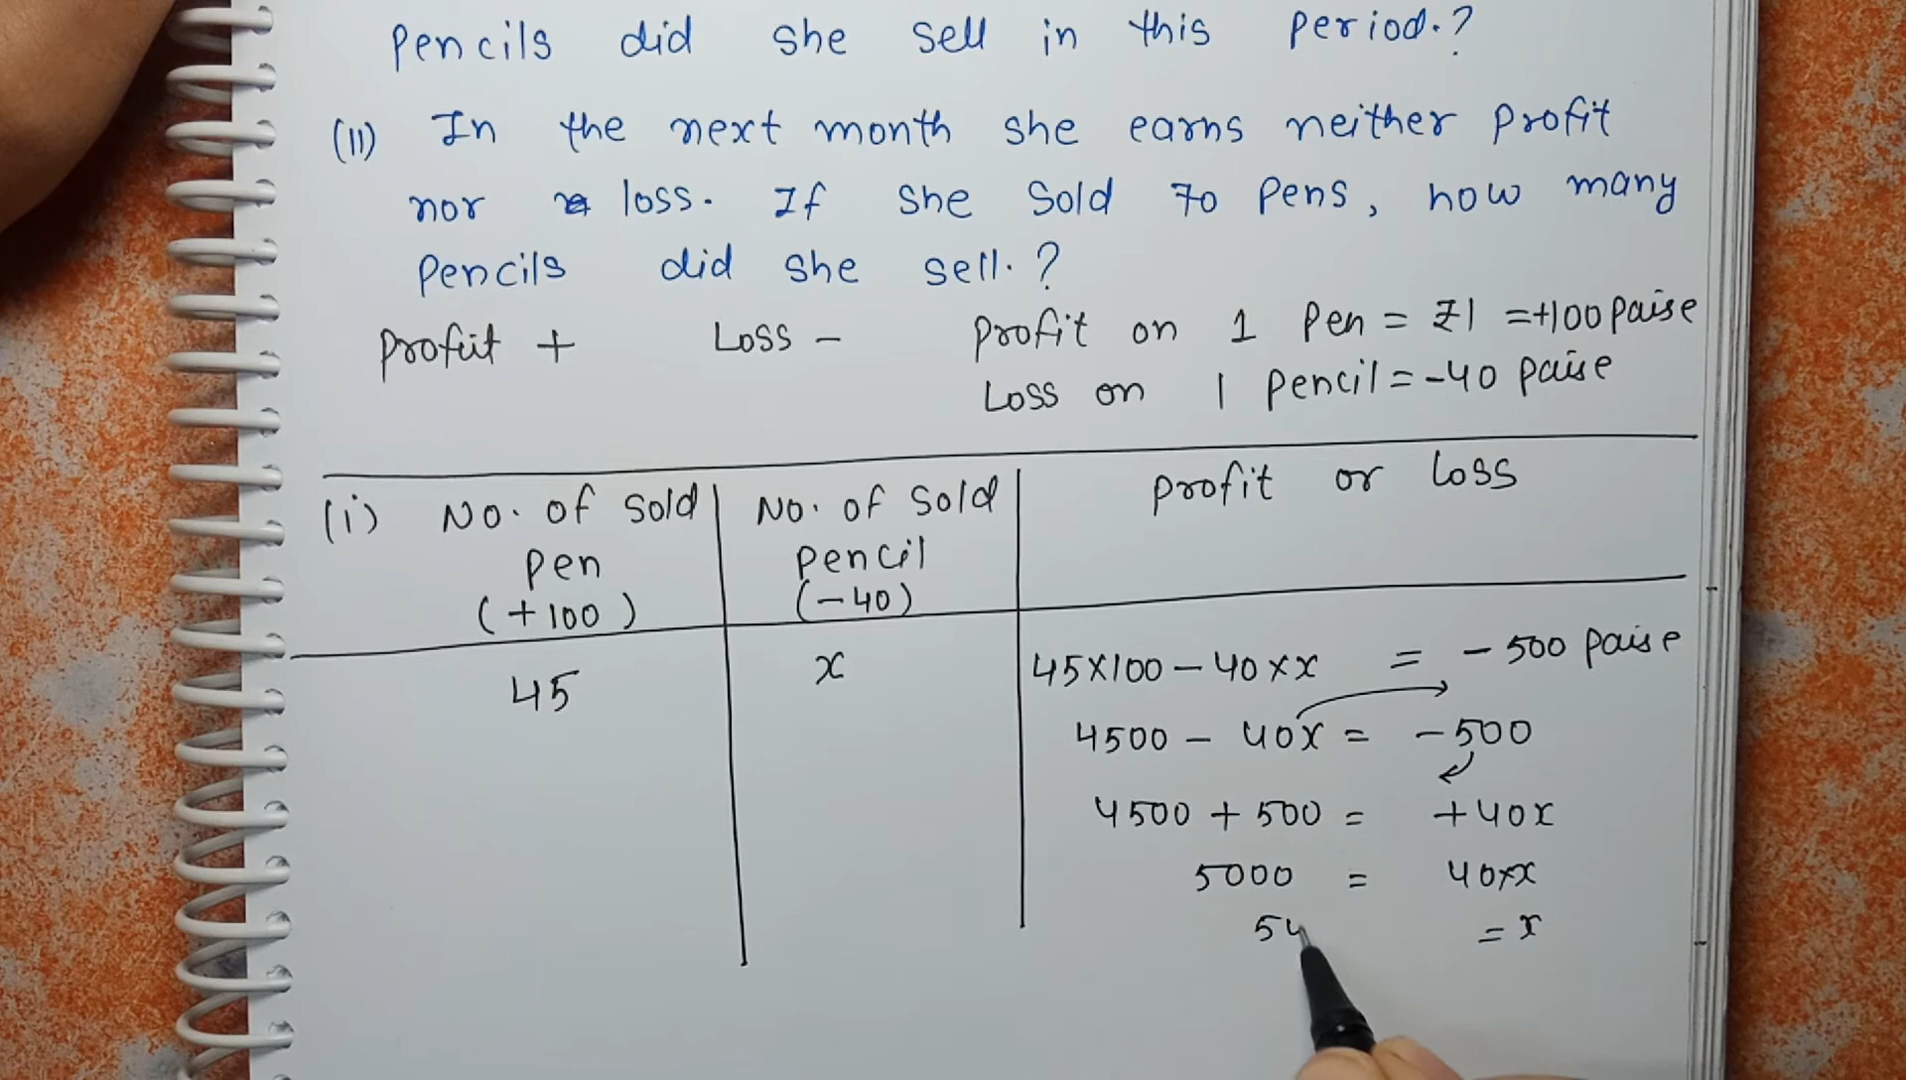 Pencils did she sell in this period.?
(II) In the next month she earns neither profit
nor loss. If she sold 70 pens, how many
Pencils did she sell.?
profit + Loss - profit on 1 Pen = ₹1 =+100 paise
Loss on 1 pencil = -40 paise
(i) No. of sold pen (+100)
No. of sold pencil (-40)
profit or loss
45
x
45×100-40×x = -500 paise
4500 - 40x = -500
4500 + 500 = +40x
5000 = 40×x
= x